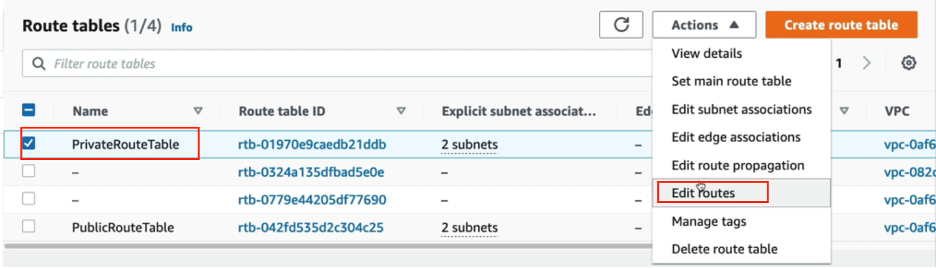 Route tables (1/4) Info
Actions ▲
Create route table
Filter route tables
1
View details
Set main route table
Edit subnet associations
Edit edge associations
Edit route propagation
Edit routes
Manage tags
Delete route table
Name Route table ID Explicit subnet associat... VPC
PrivateRouteTable rtb-01970e9caedb21ddb 2 subnets – vpc-0af6
– rtb-0324a135dfbad5e0e – – vpc-082
– rtb-0779e44205df77690 – – vpc-0af6
PublicRouteTable rtb-042fd535d2c304c25 2 subnets – vpc-0af6